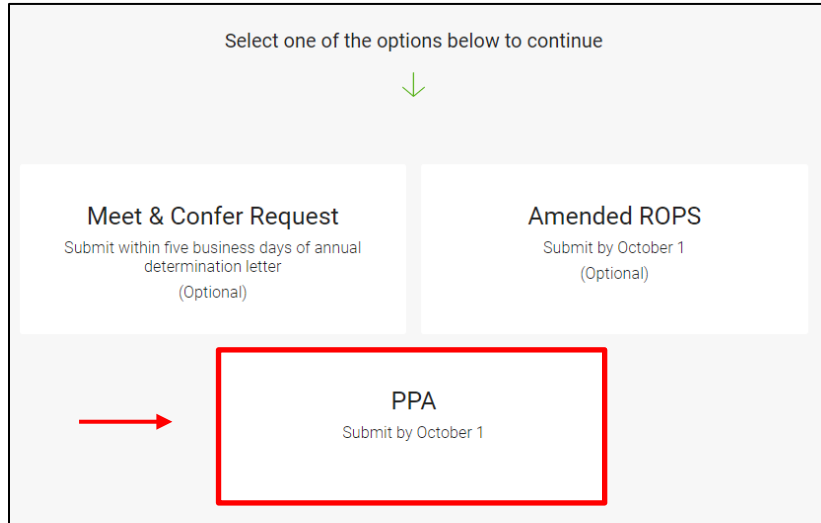 Select one of the options below to continue
Meet & Confer Request
Submit within five business days of annual
determination letter
(Optional)
Amended ROPS
Submit by October 1
(Optional)
PPA
Submit by October 1